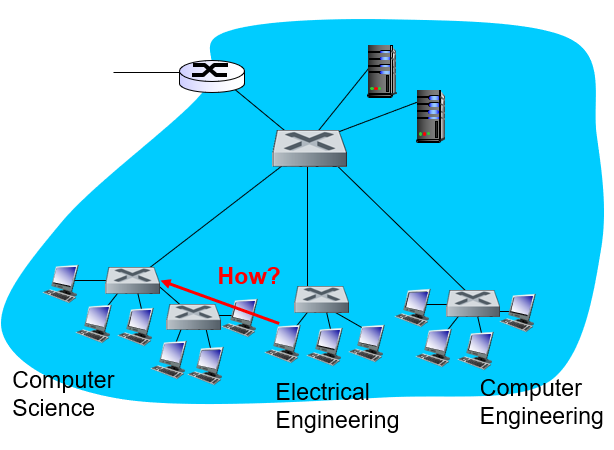 How?
Computer
Science
Electrical
Engineering
Computer
Engineering